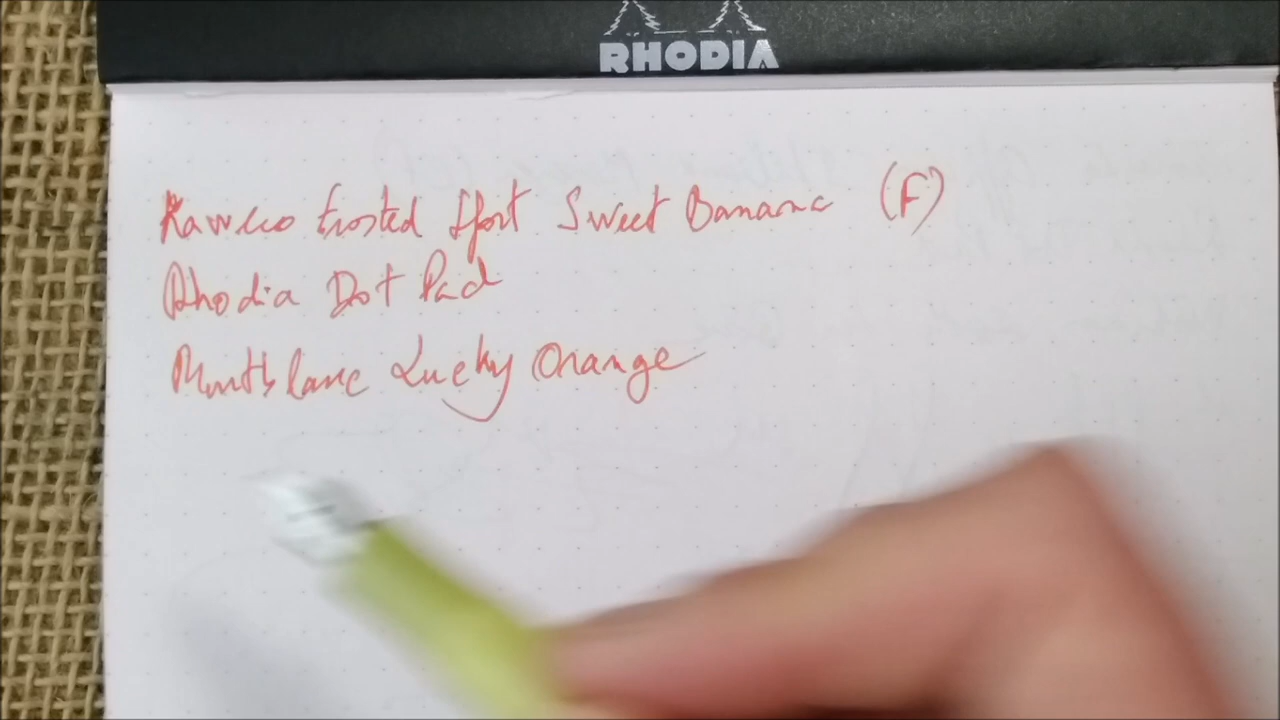 RHODIA
Kaweco Frosted Sport Sweet Banana (F)
Rhodia Dot Pad
Montblanc Lucky Orange